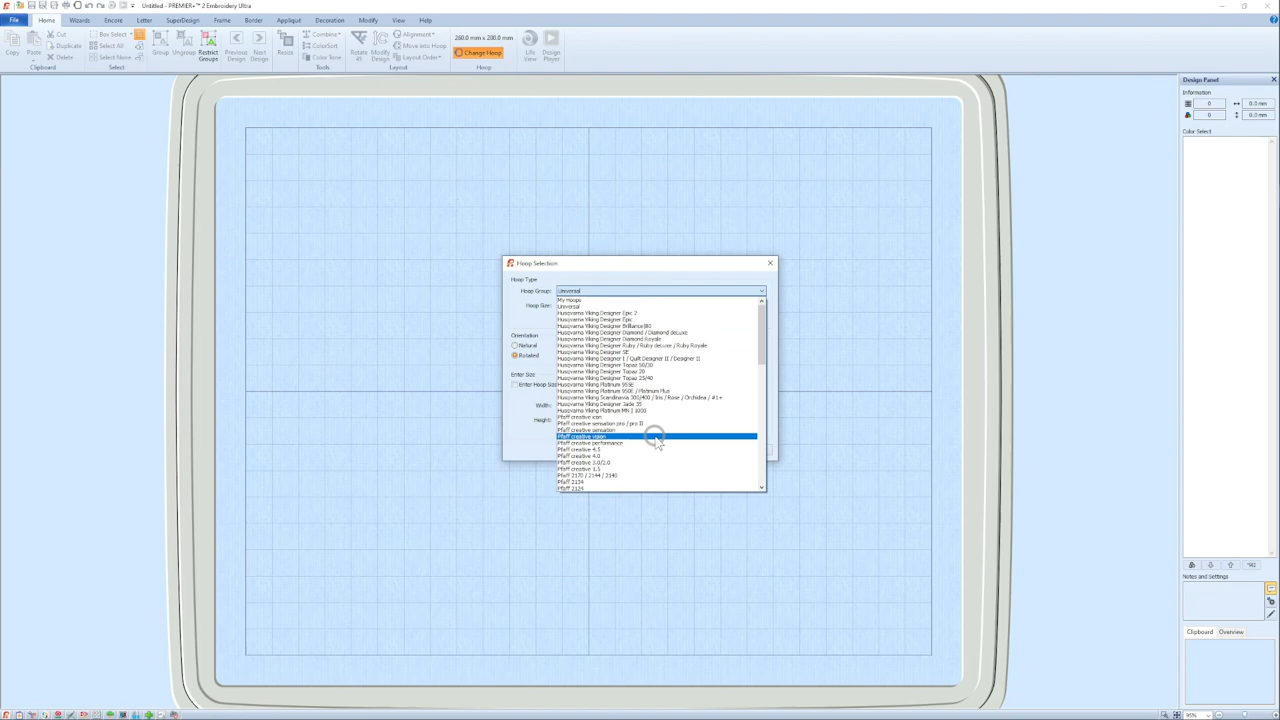 Untitled - PREMIER+™ 2 Embroidery Ultra
File Home Wizards Encore Letter SuperDesign Frame Border Appliqué Decoration Modify View Help
Copy Paste Cut Duplicate Delete Clipboard
Box Select Select All Select None Select
Group Ungroup Restrict Groups Previous Design Next Design
Resize
Combine ColorSort Color Tone Tools
Rotate 45 Modify Design Alignment Move into Hoop Layout Order Layout
260.0 mm x 200.0 mm
Change Hoop
Hoop
Life View Design Player
Design Panel
Information
0 0.0 mm
0 0.0 mm
Color Select
Hoop Selection
Hoop Type
Hoop Group: Universal
Hoop Size:
Orientation
Natural
Rotated
Enter Size
Enter Hoop Size
Width:
Height:
My Hoops
Universal
Husqvarna Viking Designer Epic 2
Husqvarna Viking Designer Epic
Husqvarna Viking Designer Brilliance|80
Husqvarna Viking Designer Diamond / Diamond deLuxe
Husqvarna Viking Designer Diamond Royale
Husqvarna Viking Designer Ruby / Ruby deLuxe / Ruby Royale
Husqvarna Viking Designer SE
Husqvarna Viking Designer I / Quilt Designer II / Designer II
Husqvarna Viking Designer Topaz 50/30
Husqvarna Viking Designer Topaz 20
Husqvarna Viking Designer Topaz 25/40
Husqvarna Viking Platinum 955E
Husqvarna Viking Platinum 950E / Platinum Plus
Husqvarna Viking Scandinavia 300/400 / Iris / Rose / Orchidea / #1+
Husqvarna Viking Designer Jade 35
Husqvarna Viking Platinum MN | 1000
Pfaff creative icon
Pfaff creative sensation pro / pro II
Pfaff creative sensation
Pfaff creative vision
Pfaff creative performance
Pfaff creative 4.5
Pfaff creative 4.0
Pfaff creative 3.0/2.0
Pfaff creative 1.5
Pfaff 2170 / 2144 / 2140
Pfaff 2134
Pfaff 2124
Notes and Settings
Clipboard Overview
95%